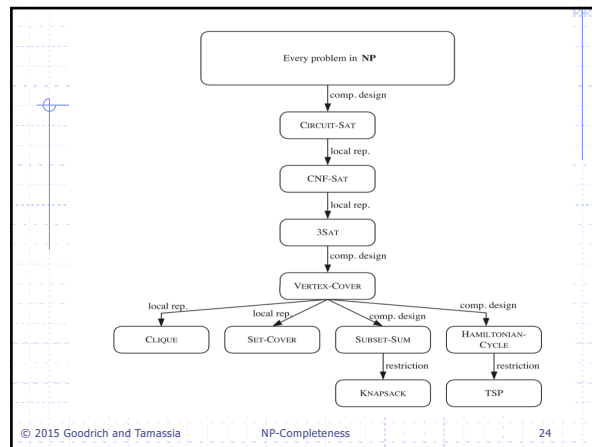 Every problem in NP
comp. design
CIRCUIT-SAT
local rep.
CNF-SAT
local rep.
3SAT
comp. design
VERTEX-COVER
local rep.
local rep.
comp. design
comp. design
CLIQUE
SET-COVER
SUBSET-SUM
HAMILTONIAN-
CYCLE
restriction
restriction
KNAPSACK
TSP
© 2015 Goodrich and Tamassia NP-Completeness 24